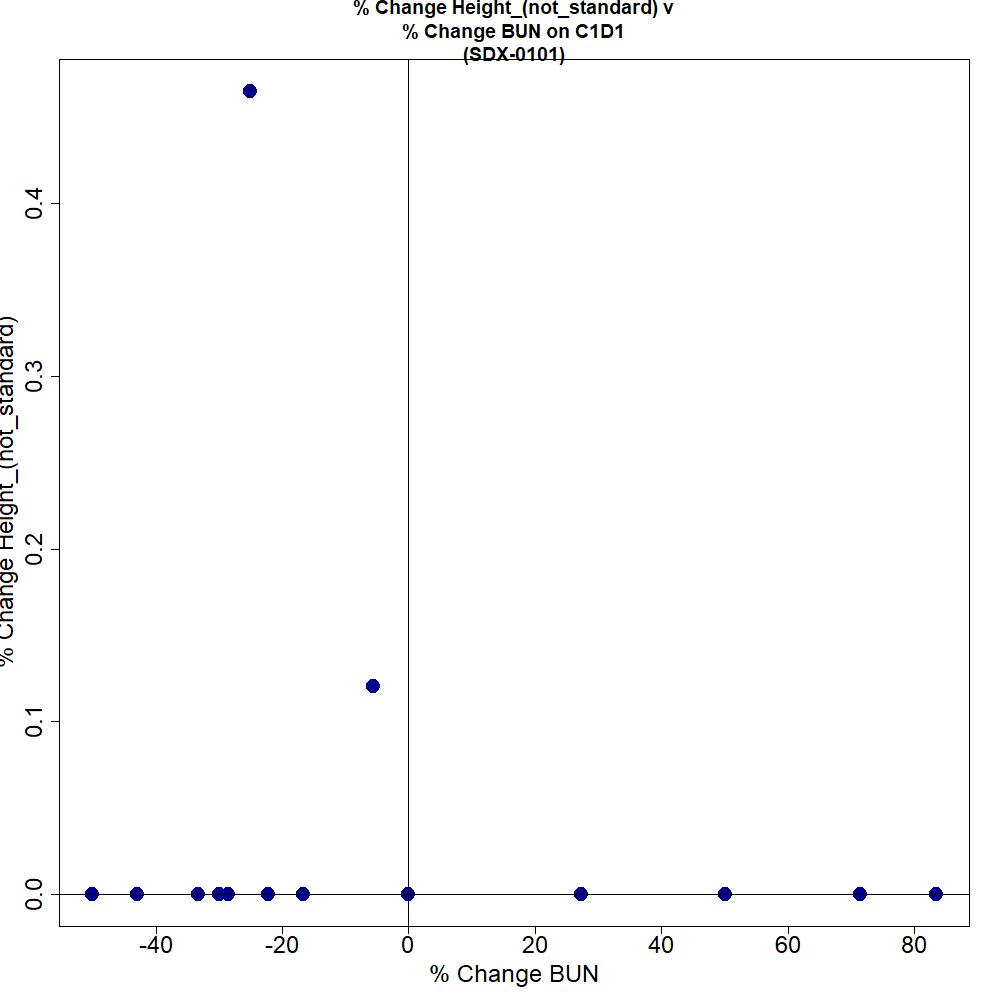 % Change Height_(not_standard) v
% Change BUN on C1D1
(SDX-0101)
% Change Height_(not_standard)
0.4
0.3
0.2
0.1
0.0
-40 -20 0 20 40 60 80
% Change BUN